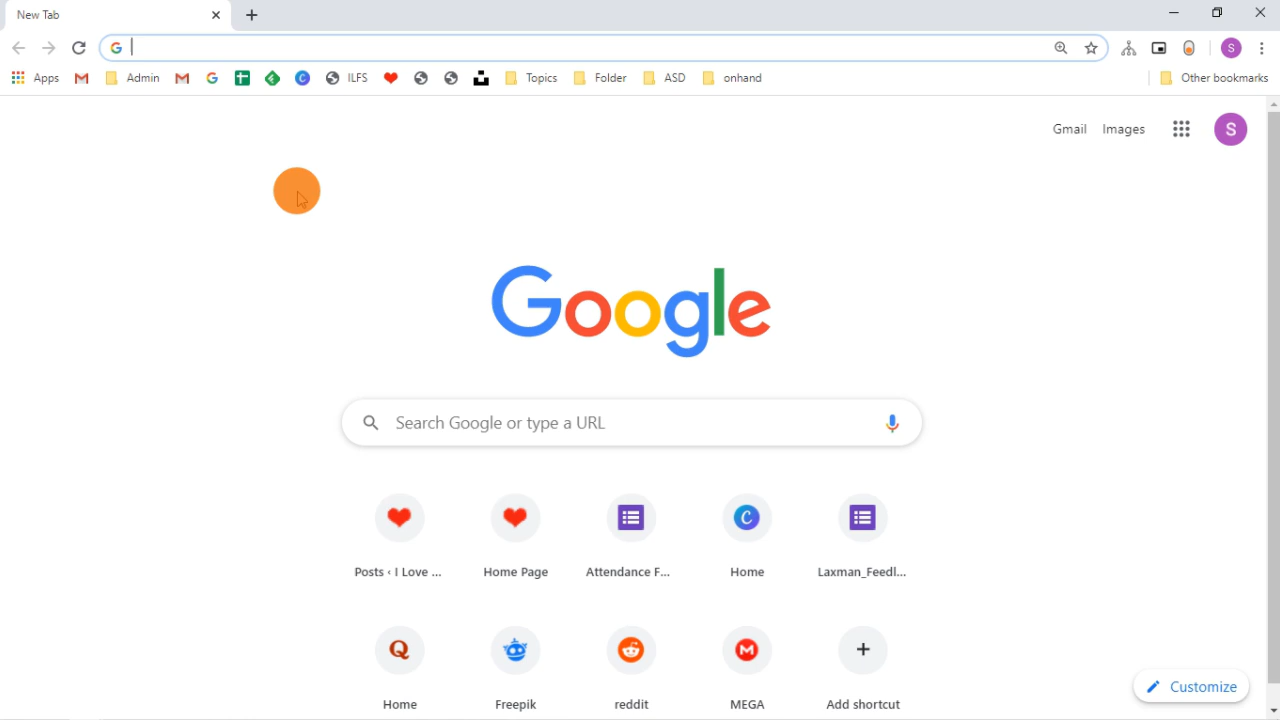 New Tab
Apps Admin ILFS Topics Folder ASD onhand Other bookmarks
Gmail Images S
Google
Search Google or type a URL
Posts ‹ I Love ... Home Page Attendance F... Home Laxman_Feedl...
Home Freepik reddit MEGA Add shortcut
Customize